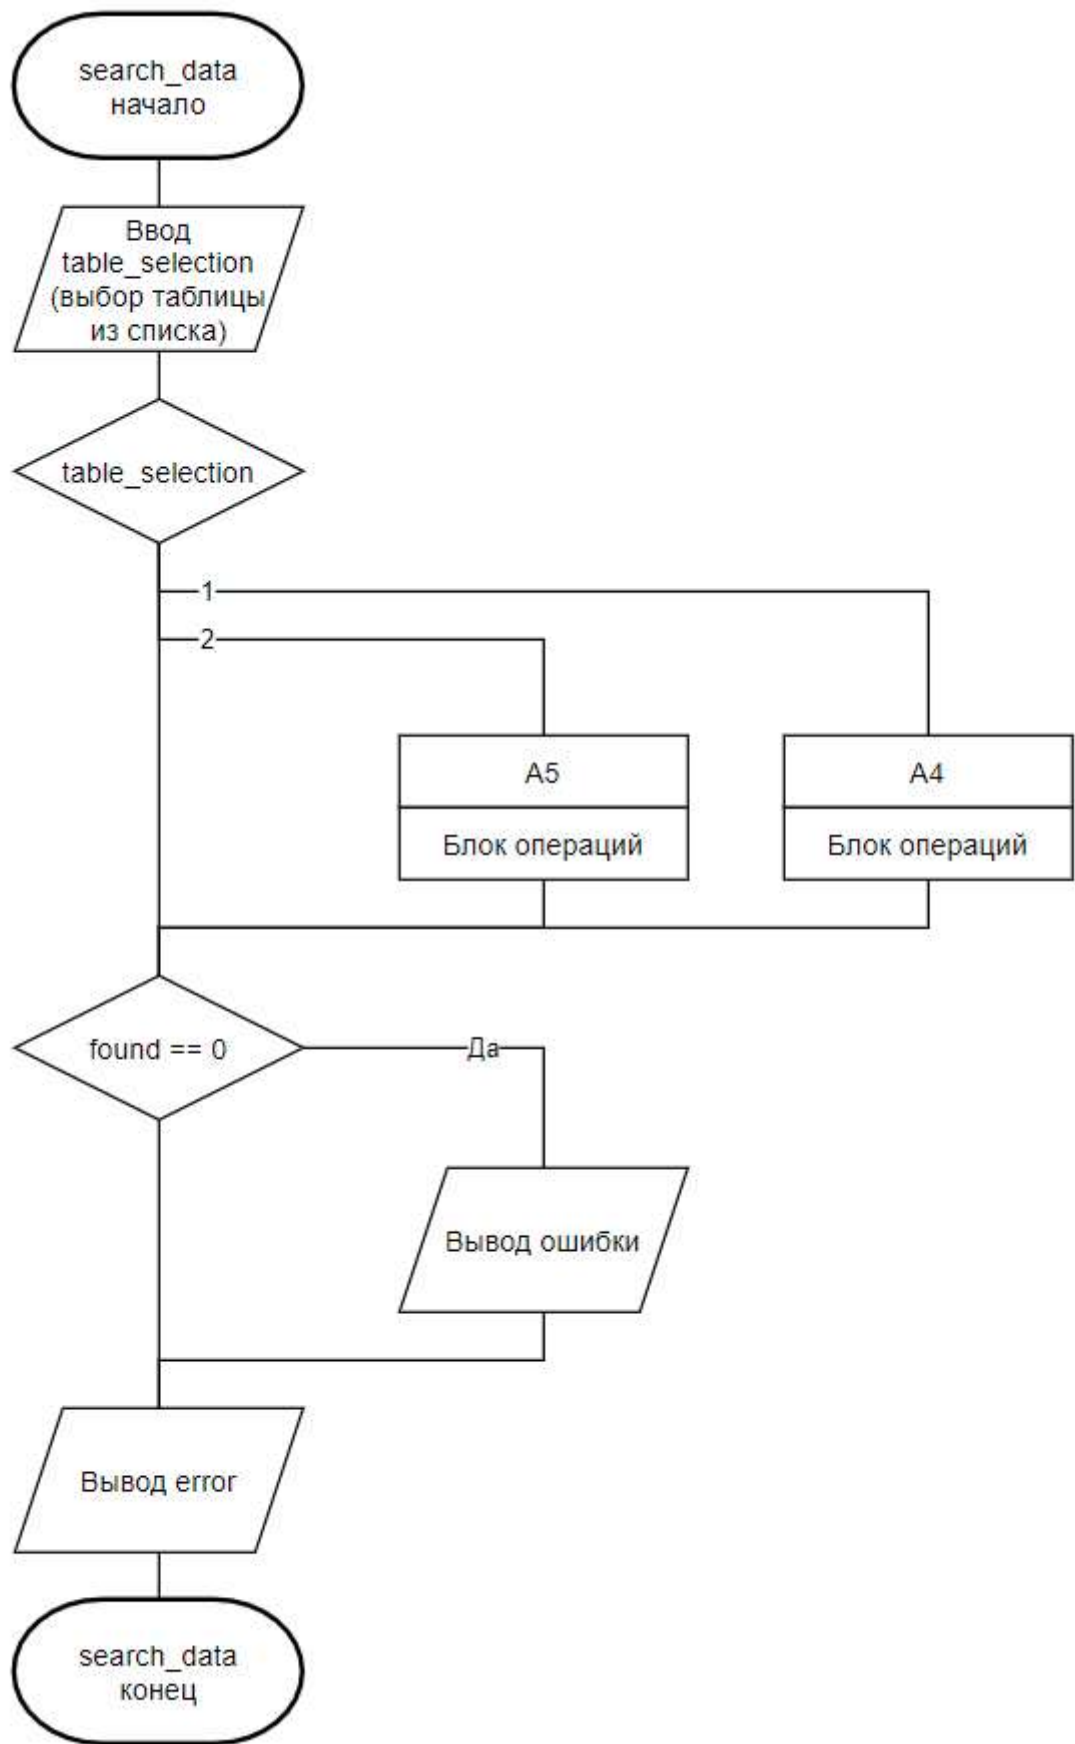 search_data
начало
Ввод
table_selection
(выбор таблицы
из списка)
table_selection
1
2
A5
A4
Блок операций
Блок операций
found == 0
Да
Вывод ошибки
Вывод error
search_data
конец